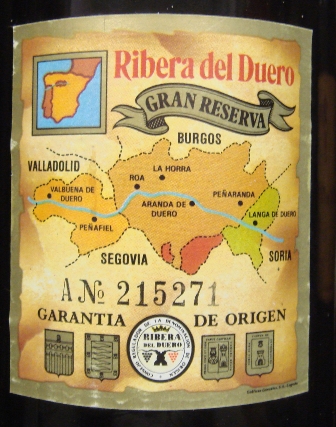 Ribera del Duero
GRAN RESERVA
BURGOS
VALLADOLID
LA HORRA
ROA
VALBUENA DE
DUERO
PEÑARANDA
ARANDA DE
DUERO
LANGA DE DUERO
PEÑAFIEL
SEGOVIA
SORIA
A Nº 215271
GARANTIA DE ORIGEN
RIBERA
DEL DUERO